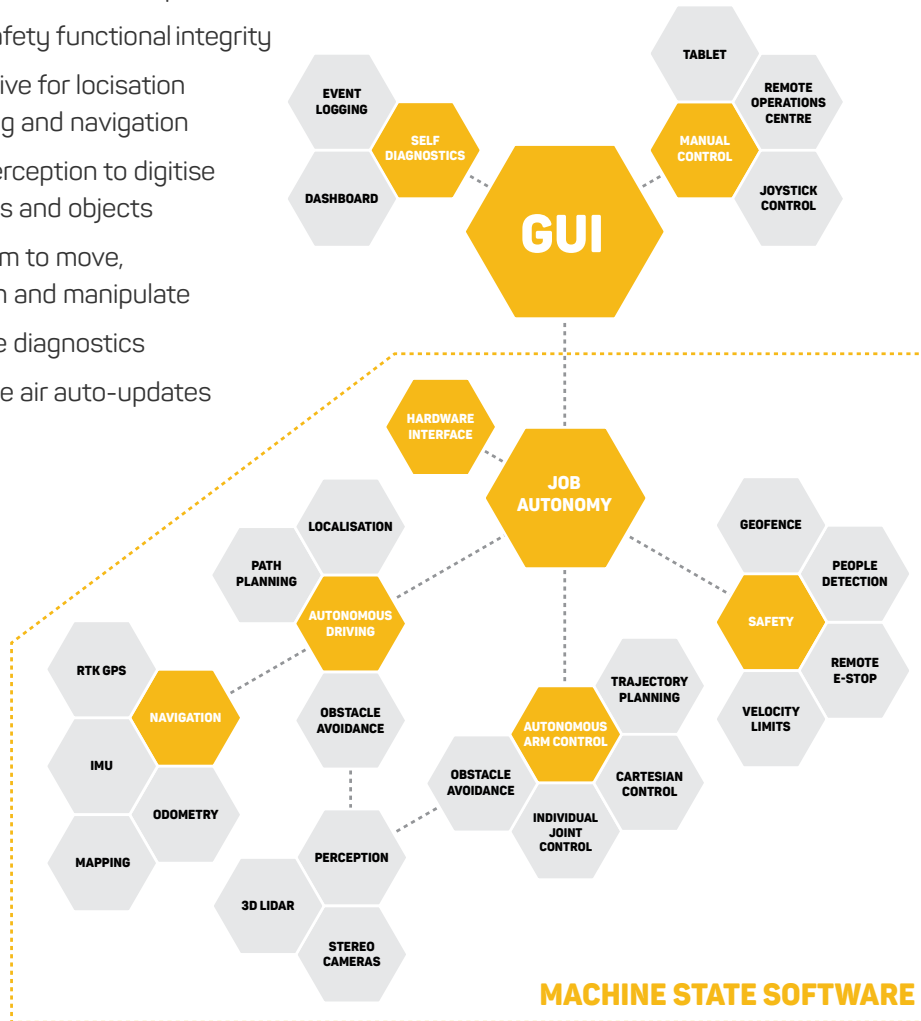 afety functional integrity
ive for locisation
g and navigation
erception to digitise
s and objects
m to move,
n and manipulate
e diagnostics
e air auto-updates
TABLET
EVENT
LOGGING
REMOTE
OPERATIONS
CENTRE
SELF
DIAGNOSTICS
MANUAL
CONTROL
DASHBOARD
JOYSTICK
CONTROL
GUI
HARDWARE
INTERFACE
JOB
AUTONOMY
LOCALISATION
GEOFENCE
PATH
PLANNING
PEOPLE
DETECTION
AUTONOMOUS
DRIVING
SAFETY
RTK GPS
REMOTE
E-STOP
TRAJECTORY
PLANNING
NAVIGATION
OBSTACLE
AVOIDANCE
VELOCITY
LIMITS
AUTONOMOUS
ARM CONTROL
IMU
OBSTACLE
AVOIDANCE
CARTESIAN
CONTROL
ODOMETRY
INDIVIDUAL
JOINT
CONTROL
MAPPING
PERCEPTION
3D LIDAR
STEREO
CAMERAS
MACHINE STATE SOFTWARE